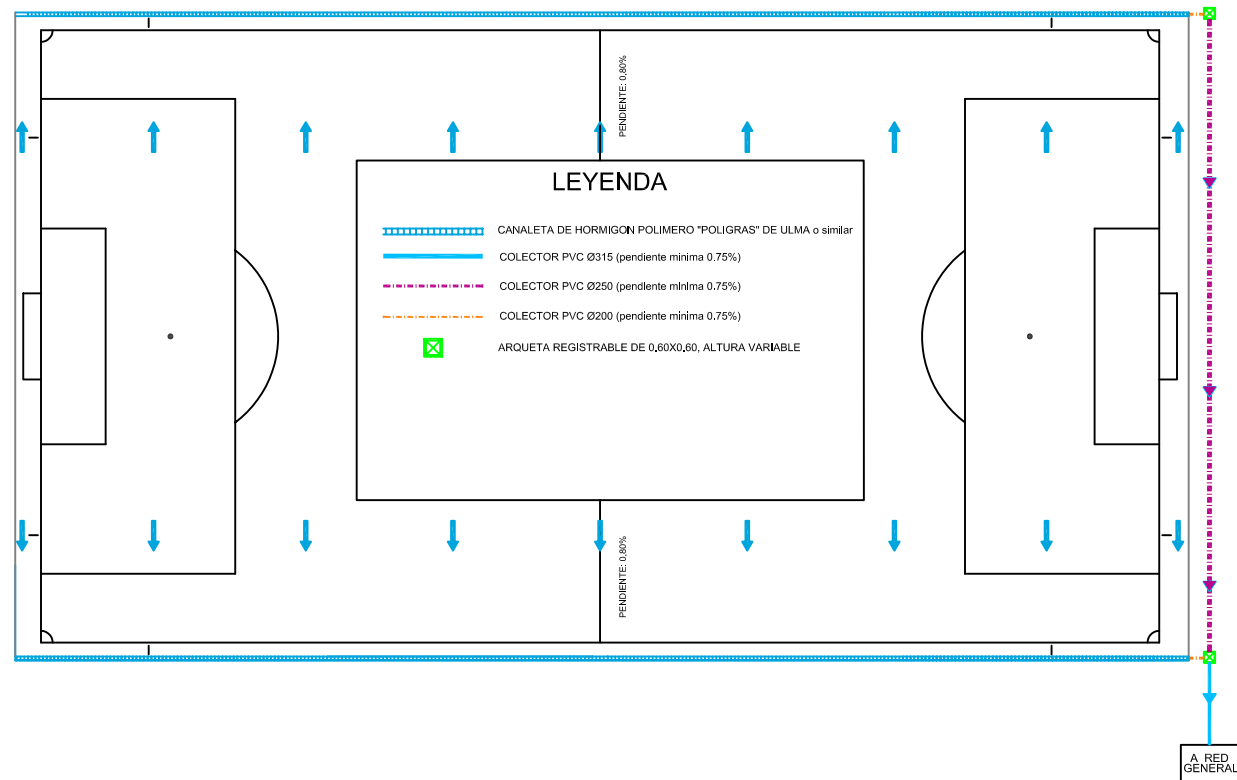 PENDIENTE: 0,80%
LEYENDA
CANALETA DE HORMIGON POLIMERO "POLIGRAS" DE ULMA o similar
COLECTOR PVC Ø315 (pendiente minima 0.75%)
COLECTOR PVC Ø250 (pendiente minima 0.75%)
COLECTOR PVC Ø200 (pendiente minima 0.75%)
ARQUETA REGISTRABLE DE 0,60X0,60, ALTURA VARIABLE
PENDIENTE: 0,80%
A RED
GENERAL